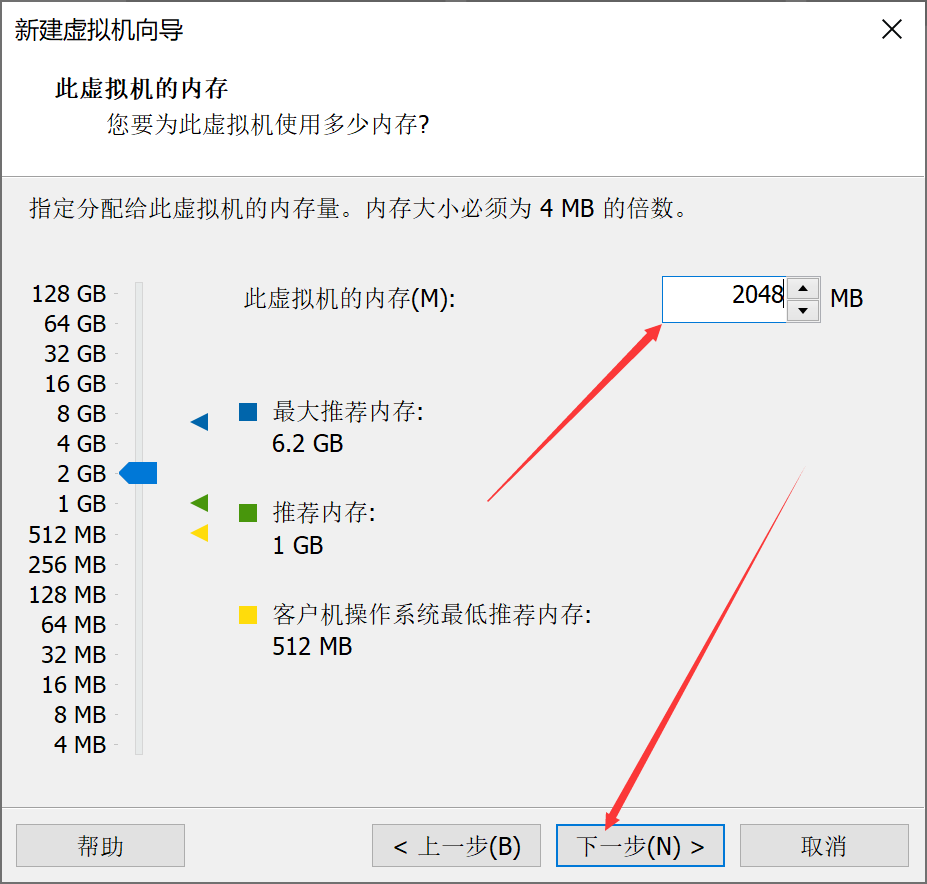 新建虚拟机向导
此虚拟机的内存
您要为此虚拟机使用多少内存?
指定分配给此虚拟机的内存量。内存大小必须为 4 MB 的倍数。
128 GB
64 GB
32 GB
16 GB
8 GB
4 GB
2 GB
1 GB
512 MB
256 MB
128 MB
64 MB
32 MB
16 MB
8 MB
4 MB
此虚拟机的内存(M): 2048 MB
最大推荐内存:
6.2 GB
推荐内存:
1 GB
客户机操作系统最低推荐内存:
512 MB
帮助 < 上一步(B) 下一步(N) > 取消